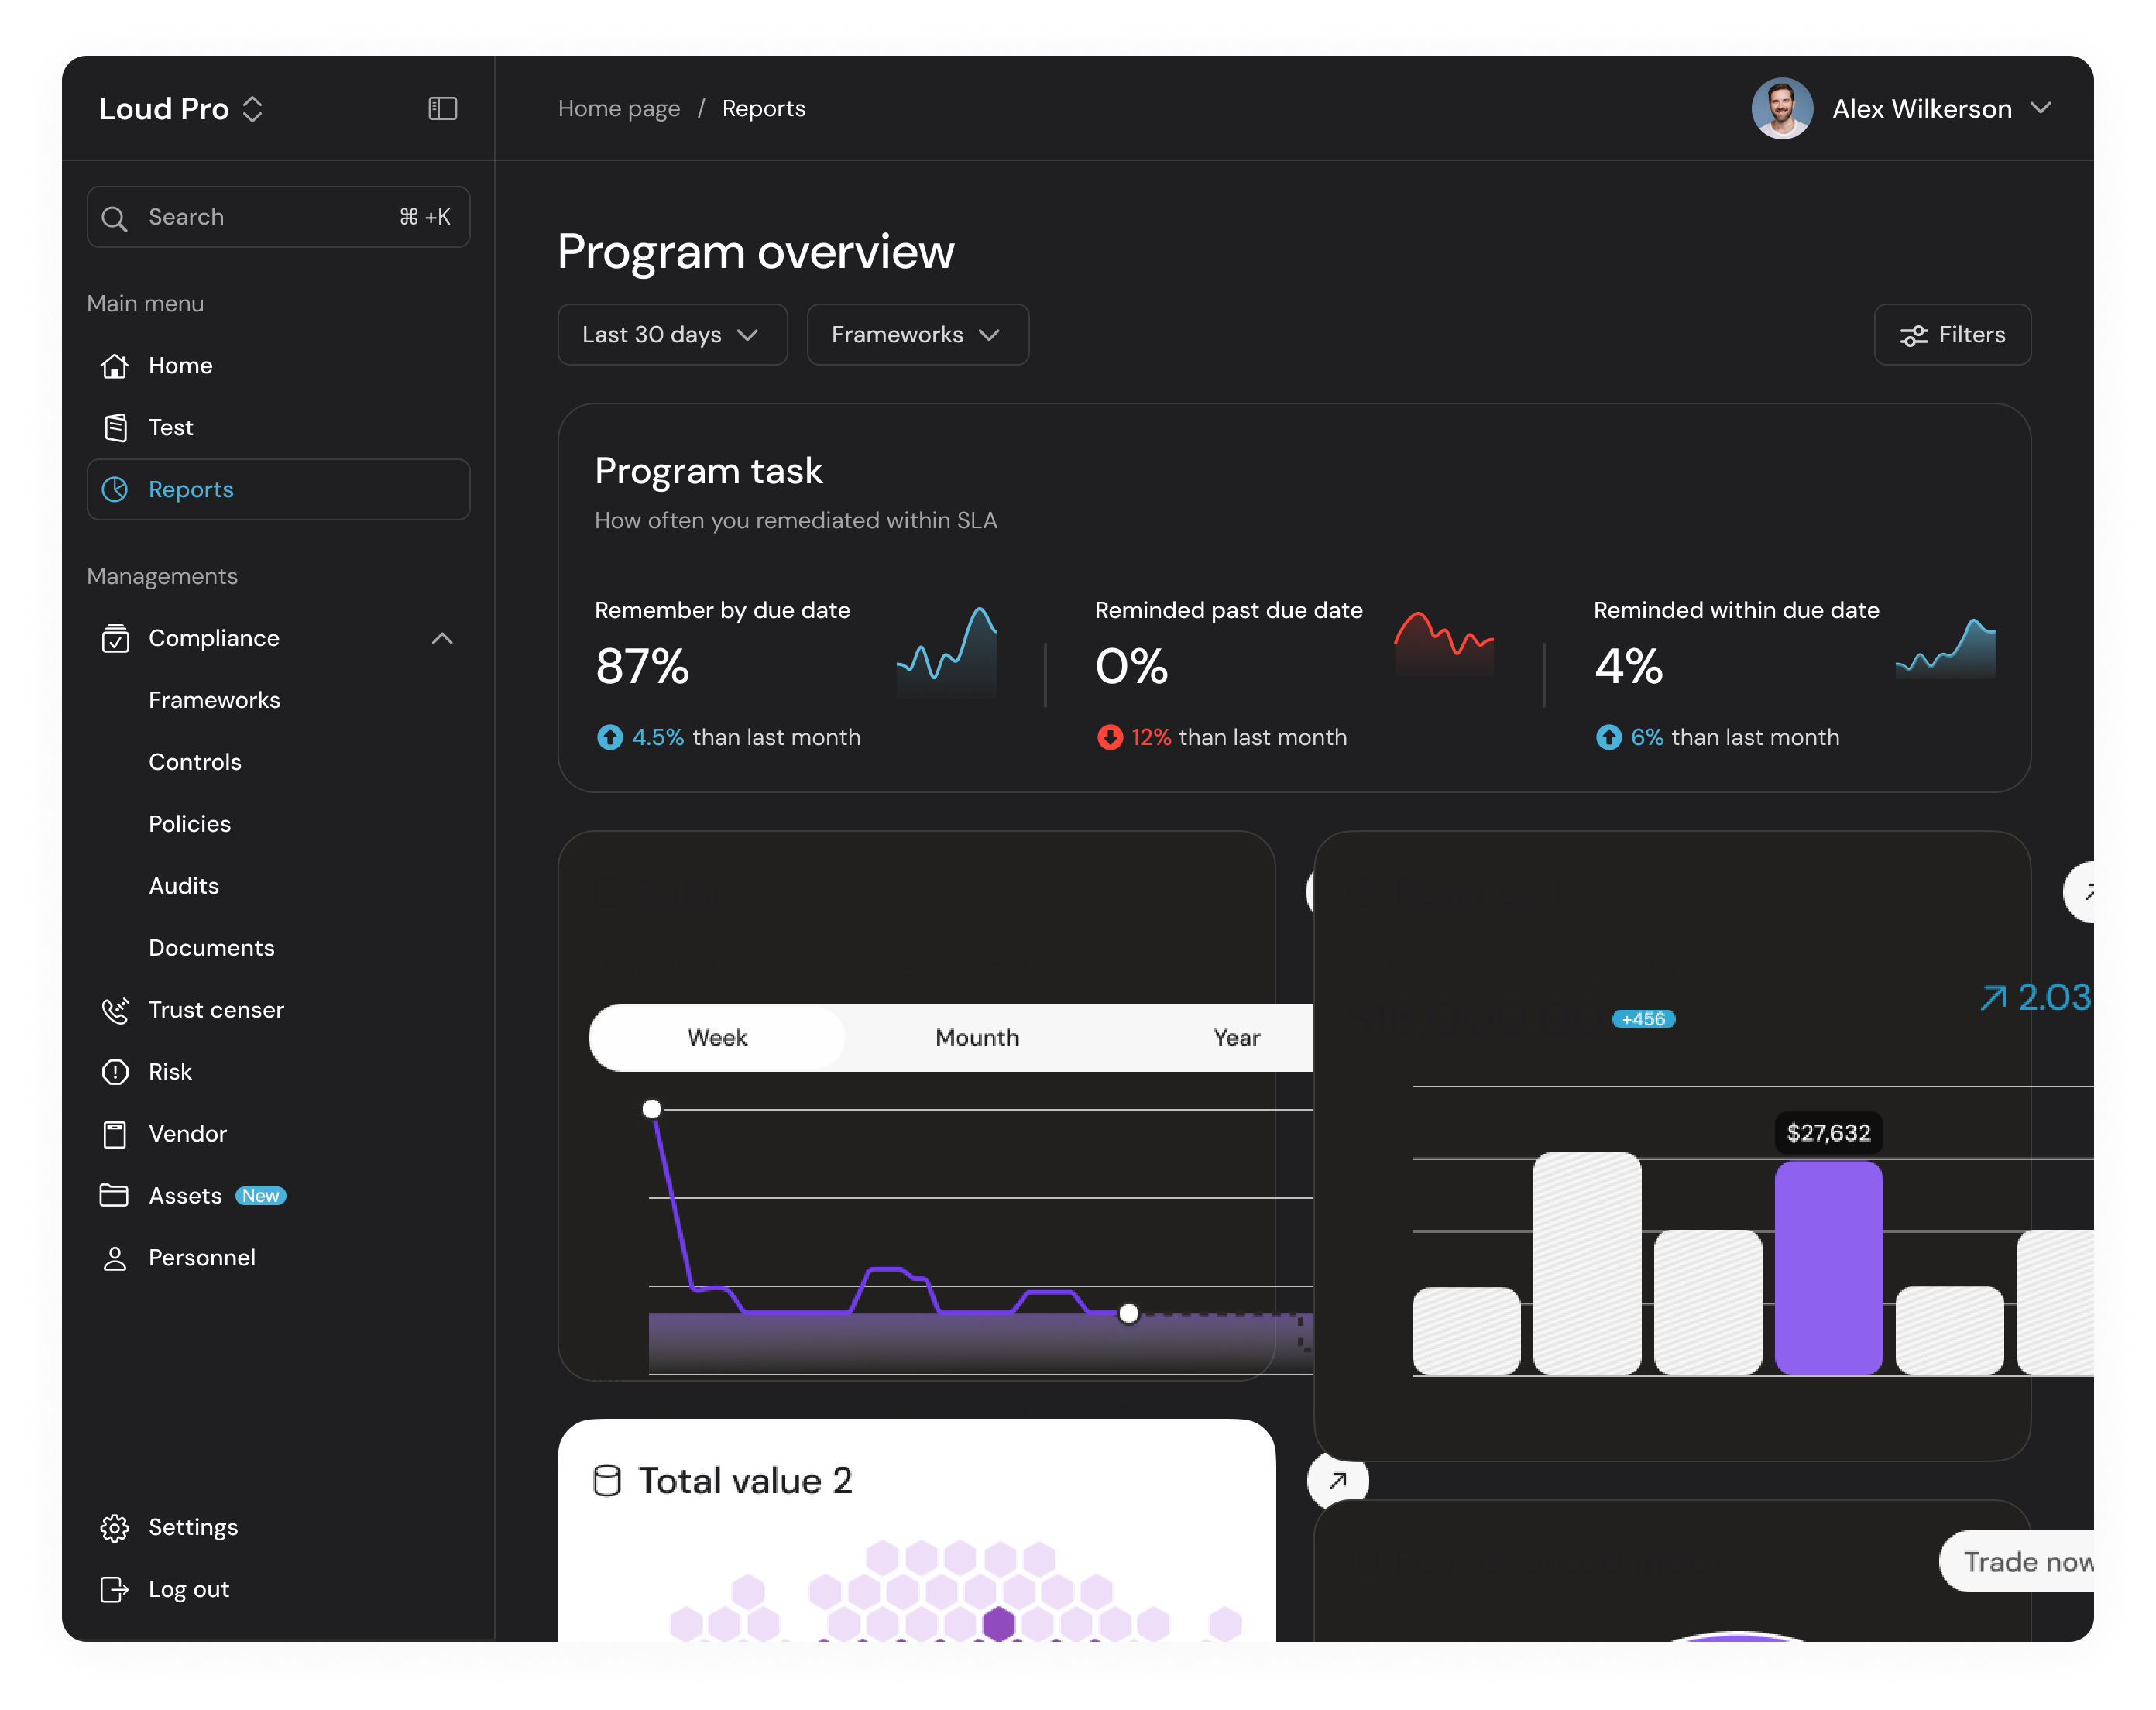 Loud Pro
Home page / Reports
Alex Wilkerson
Search ⌘ +K
Main menu
Home
Test
Reports
Managements
Compliance
Frameworks
Controls
Policies
Audits
Documents
Trust censer
Risk
Vendor
Assets New
Personnel
Settings
Log out
Program overview
Last 30 days
Frameworks
Filters
Program task
How often you remediated within SLA
Remember by due date
87%
4.5% than last month
Reminded past due date
0%
12% than last month
Reminded within due date
4%
6% than last month
Week Mounth Year
+456
2.03
$27,632
Total value 2
Trade now